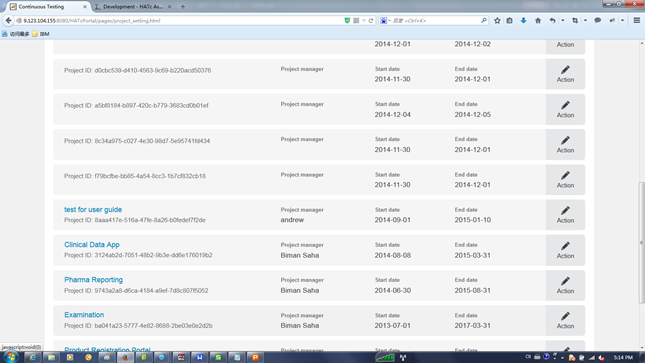 Continuous Testing
Development - HATc As...
9.123.104.155:8080/HATcPortal/pages/project_setting.html
百度 <Ctrl+K>
访问最多
IBM
2014-12-01
2014-12-02
Action
Project ID: d0cbc539-d410-4563-9c69-b220acd50376
Project manager
Start date
2014-11-30
End date
2014-12-01
Action
Project ID: a5bf8184-b897-420c-b779-3683cd0b01ef
Project manager
Start date
2014-12-04
End date
2014-12-05
Action
Project ID: 8c34a975-c027-4e30-98d7-5e95741fd434
Project manager
Start date
2014-11-30
End date
2014-12-01
Action
Project ID: f79bcfbe-bb85-4a54-8cc3-1b7cf832cb18
Project manager
Start date
2014-11-30
End date
2014-12-01
Action
test for user guide
Project ID: 8aaa417e-516a-47fe-8a26-b0fedef7f2de
Project manager
andrew
Start date
2014-09-01
End date
2015-01-10
Action
Clinical Data App
Project ID: 3124ab2d-7051-48b2-9b3e-dd6e176019b2
Project manager
Biman Saha
Start date
2014-08-08
End date
2015-03-31
Action
Pharma Reporting
Project ID: 9743a2a8-d6ca-4184-a9ef-7d8c807f5052
Project manager
Biman Saha
Start date
2014-06-30
End date
2015-08-31
Action
Examination
Project ID: ba041a23-5777-4e82-8688-2be03e0e2d2b
Project manager
Biman Saha
Start date
2013-07-01
End date
2017-03-31
Action
Product Registration Portal
Project manager
Start date
End date
javascript:void(0)
CH
5:14 PM